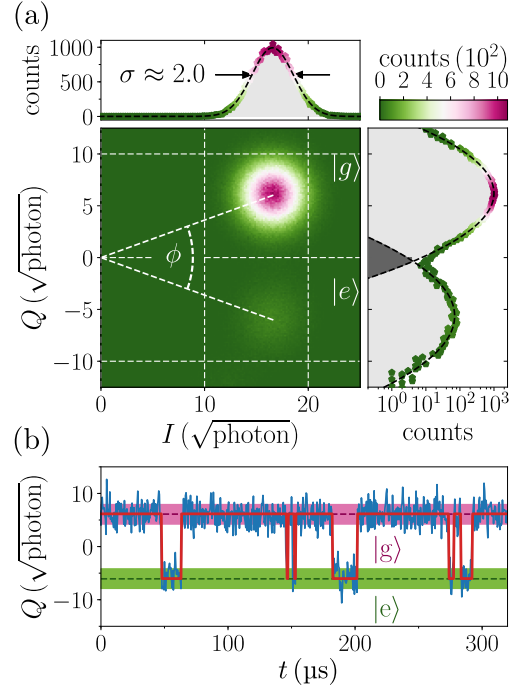 (a)
counts
1000
500
0
σ ≈ 2.0
counts (10²)
0 2 4 6 8 10
Q (√photon)
10
5
0
−5
−10
|g⟩
ϕ
|e⟩
0 10 20
I (√photon)
10⁰ 10¹ 10² 10³
counts
(b)
Q (√photon)
10
0
−10
|g⟩
|e⟩
0 100 200 300
t (µs)